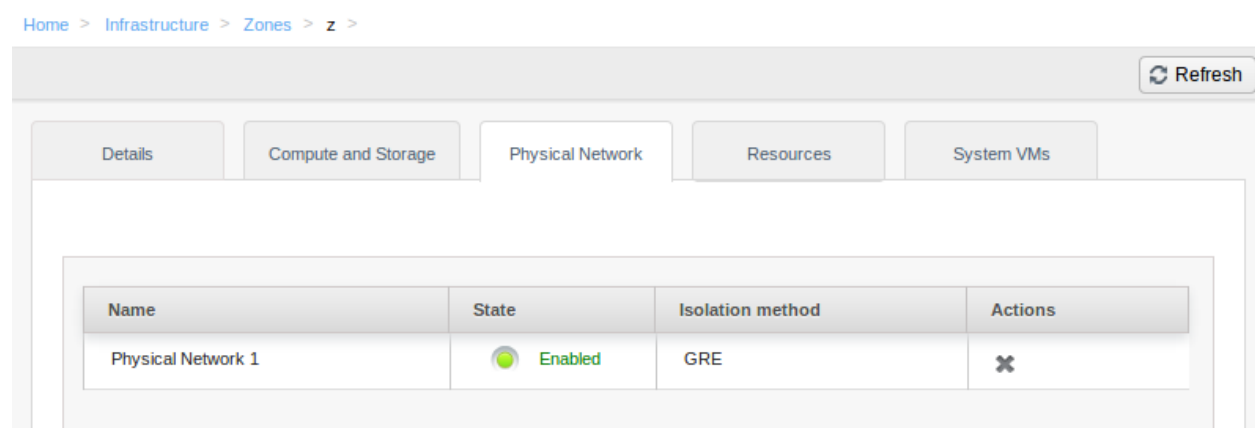 Home > Infrastructure > Zones > z >
Refresh
Details Compute and Storage Physical Network Resources System VMs
Name State Isolation method Actions
Physical Network 1 Enabled GRE